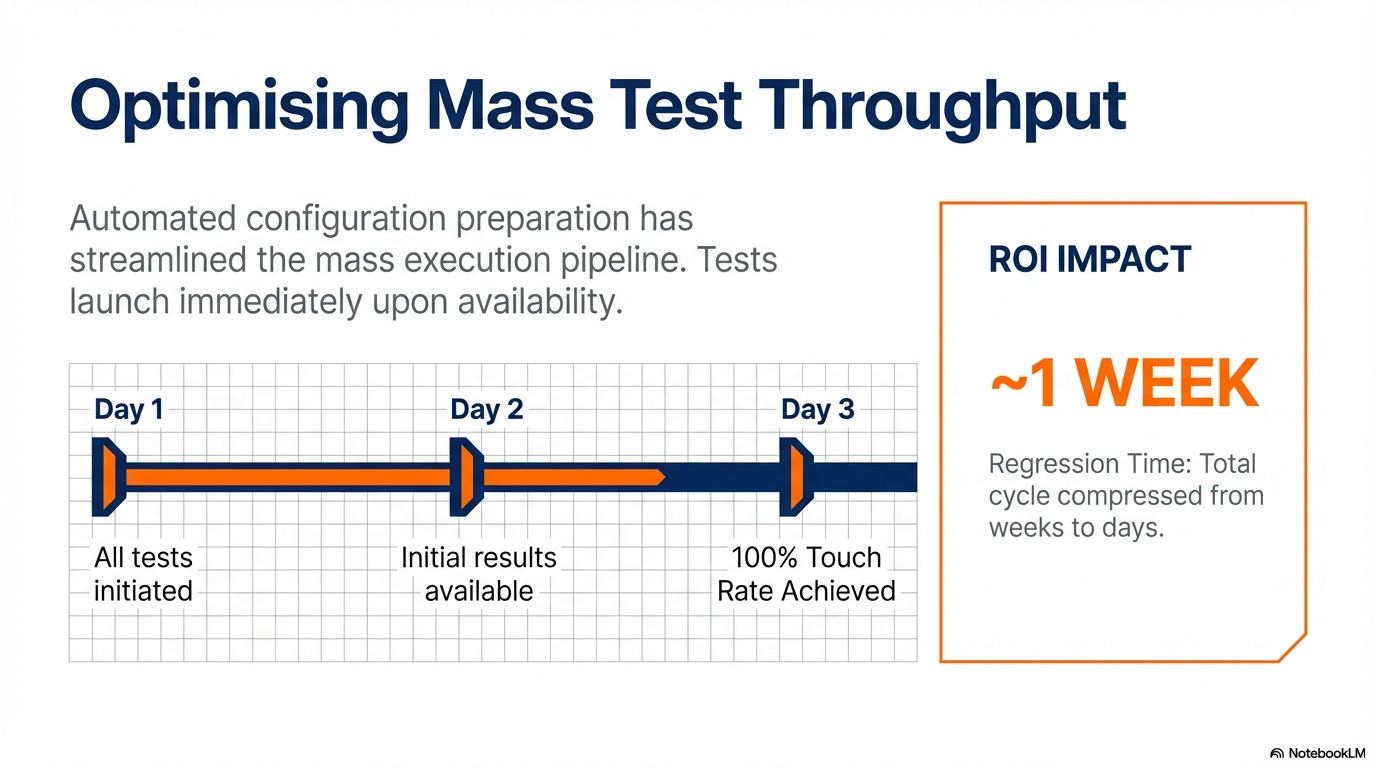 Optimising Mass Test Throughput
Automated configuration preparation has
streamlined the mass execution pipeline. Tests
launch immediately upon availability.
Day 1
Day 2
Day 3
All tests
initiated
Initial results
available
100% Touch
Rate Achieved
ROI IMPACT
~1 WEEK
Regression Time: Total
cycle compressed from
weeks to days.
NotebookLM